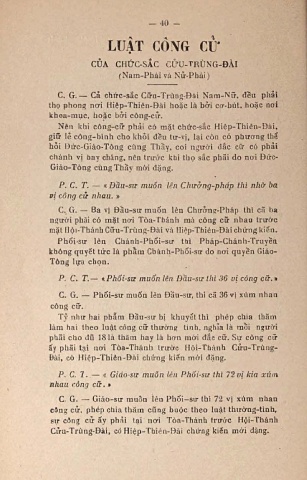 — 40 —
LUẬT CÔNG CỬ
CỦA CHỨC-SẮC CỬU-TRÙNG-ĐÀI
(Nam-Phái và Nữ-Phái)
C. G. — Cả chức-sắc Cửu-Trùng-Đài Nam-Nữ, đều phải
thọ phong nơi Hiệp-Thiên-Đài hoặc là bởi cơ-bút, hoặc nơi
khoa-mục, hoặc bởi công-cử.
Nên khi công-cử phải có mặt chức-sắc Hiệp-Thiên-Đài,
giữ lẽ công-chính cho khỏi điều tư-vị, lại còn có phương thế
hỏi Đức-Giáo-Tông cùng Thầy, coi người đắc cử có phải
chánh vị hay chăng, nên trước khi thọ sắc phải do nơi Đức-
Giáo-Tông cùng Thầy mới đặng.
P. C. T. — « Đầu-sư muốn lên Chưởng-pháp thì nhờ ba
vị công cử nhau. »
C. G. — Ba vị Đầu-sư muốn lên Chưởng-Pháp thì cả ba
người phải có mặt nơi Tòa-Thánh mà công cử nhau trước
mặt Hội-Thánh Cửu-Trùng-Đài và Hiệp-Thiên-Đài chứng kiến.
Phối-sư lên Chánh-Phối-sư thì Pháp-Chánh-Truyền
không quyết tức là phẩm Chánh-Phối-sư do nơi quyền Giáo-
Tông lựa chọn.
P. C. T. — « Phối-sư muốn lên Đầu-sư thì 36 vị công cử. »
C. G. — Phối-sư muốn lên Đầu-sư, thì cả 36 vị xúm nhau
công cử.
Tỷ như hai phẩm Đầu-sư bị khuyết thì phép chia thăm
làm hai theo luật công cử thường tình, nghĩa là mỗi người
phải cho đủ 18 lá thăm hay là hơn mới đắc cử. Sự công cử
ấy phải tại nơi Tòa-Thánh trước Hội-Thánh Cửu-Trùng-
Đài, có Hiệp-Thiên-Đài chứng kiến mới đặng.
P. C. T. — « Giáo-sư muốn lên Phối-sư thì 72 vị kia xúm
nhau công cử. »
C. G. — Giáo-sư muốn lên Phối-sư thì 72 vị xúm nhau
công cử, phép chia thăm cũng hoặc theo luật thường-tình,
sự công cử ấy phải tại nơi Tòa-Thánh trước Hội-Thánh
Cửu-Trùng-Đài, có Hiệp-Thiên-Đài chứng kiến mới đặng.